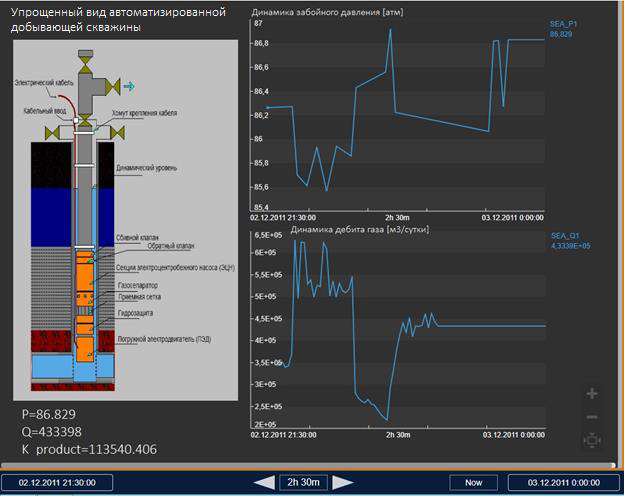 Упрощенный вид автоматизированной
добывающей скважины
Электрический кабель
Кабельный ввод
Хомут крепления кабеля
Динамический уровень
Сбивной клапан
Обратный клапан
Секции электроцентробежного насоса (ЭЦН)
Газосепаратор
Приемная сетка
Гидрозащита
Погружной электродвигатель (ПЭД)
P=86.829
Q=433398
K product=113540.406
Динамика забойного давления [атм]
87
86,8
86,6
86,4
86,2
86
85,8
85,6
85,4
02.12.2011 21:30:00
2h 30m
03.12.2011 0:00:00
SEA_P1
86,829
Динамика дебита газа [м3/сутки]
6,5E+05
6E+05
5,5E+05
5E+05
4,5E+05
4E+05
3,5E+05
3E+05
2,5E+05
2E+05
02.12.2011 21:30:00
2h 30m
03.12.2011 0:00:00
SEA_Q1
4,3339E+05
02.12.2011 21:30:00
2h 30m
Now
03.12.2011 0:00:00